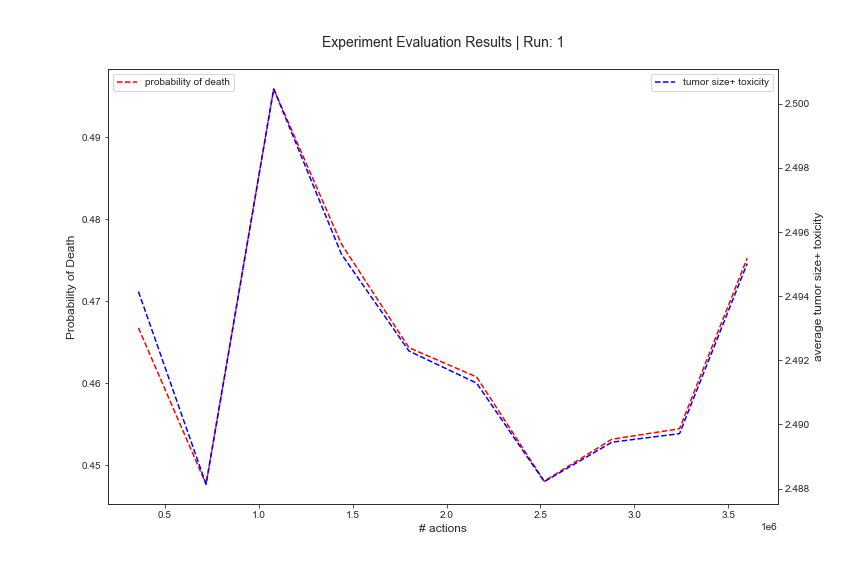 Experiment Evaluation Results | Run: 1
probability of death
tumor size+ toxicity
0.49
0.48
0.47
0.46
0.45
Probability of Death
2.500
2.498
2.496
2.494
2.492
2.490
2.488
average tumor size+ toxicity
0.5
1.0
1.5
2.0
2.5
3.0
3.5
1e6
# actions